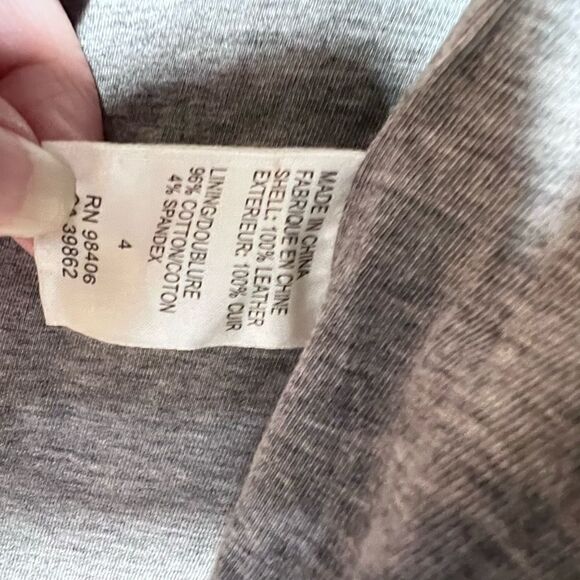 MADE IN CHINA
FABRIQUE EN CHINE
SHELL: 100% LEATHER
EXTERIEUR: 100% CUIR
LINING/DOUBLURE
96% COTTON/COTON
4% SPANDEX
4
RN 98406
39862